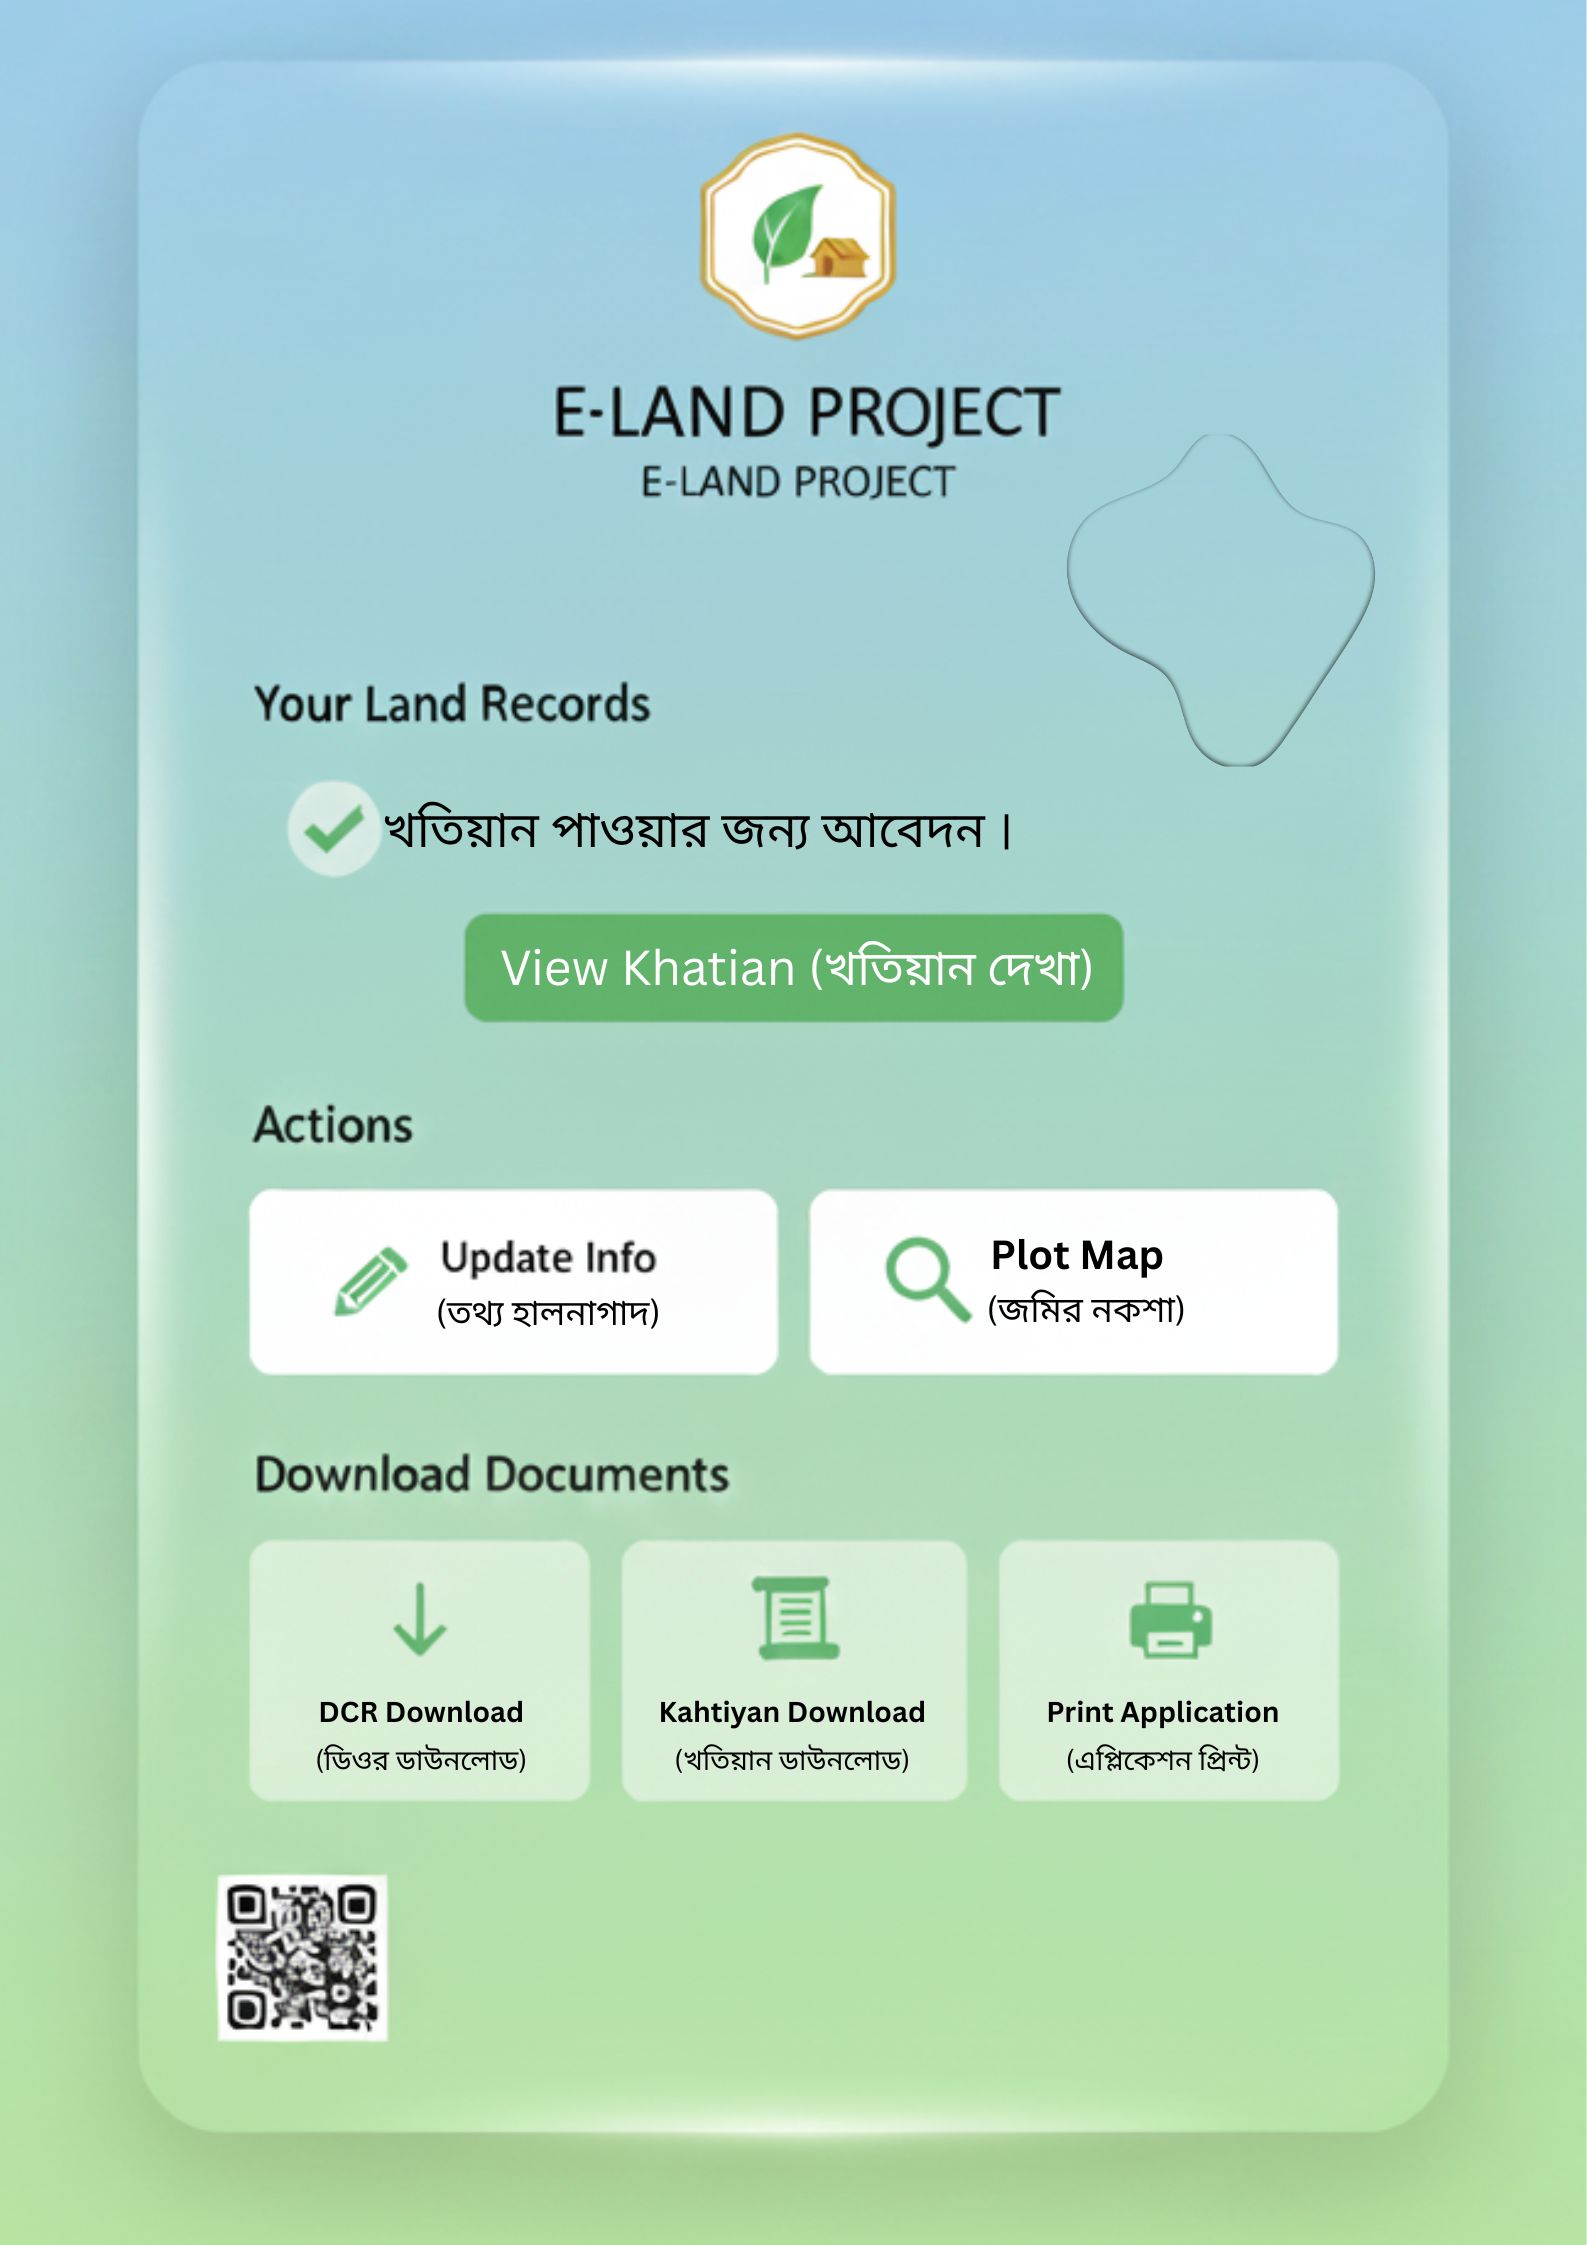 E-LAND PROJECT
E-LAND PROJECT
Your Land Records
খতিয়ান পাওয়ার জন্য আবেদন।
View Khatian (খতিয়ান দেখা)
Actions
Update Info
(তথ্য হালনাগাদ)
Plot Map
(জমির নকশা)
Download Documents
DCR Download
(ডিওর ডাউনলোড)
Kahtiyan Download
(খতিয়ান ডাউনলোড)
Print Application
(এপ্লিকেশন প্রিন্ট)